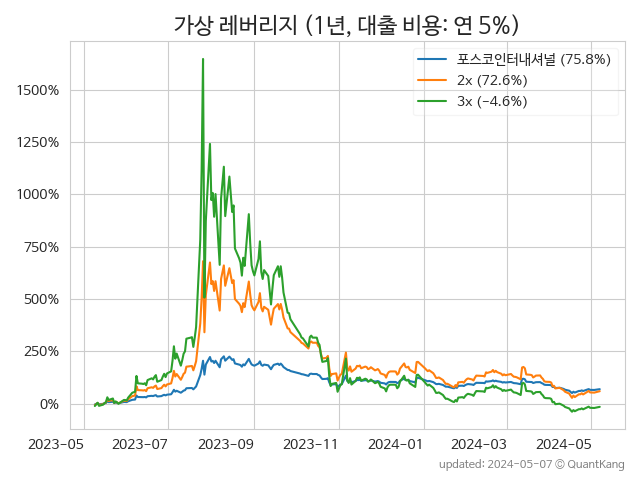 가상 레버리지 (1년, 대출 비용: 연 5%)
포스코인터내셔널 (75.8%)
2x (72.6%)
3x (−4.6%)
1500%
1250%
1000%
750%
500%
250%
0%
2023-05 2023-07 2023-09 2023-11 2024-01 2024-03 2024-05
updated: 2024-05-07 © QuantKang